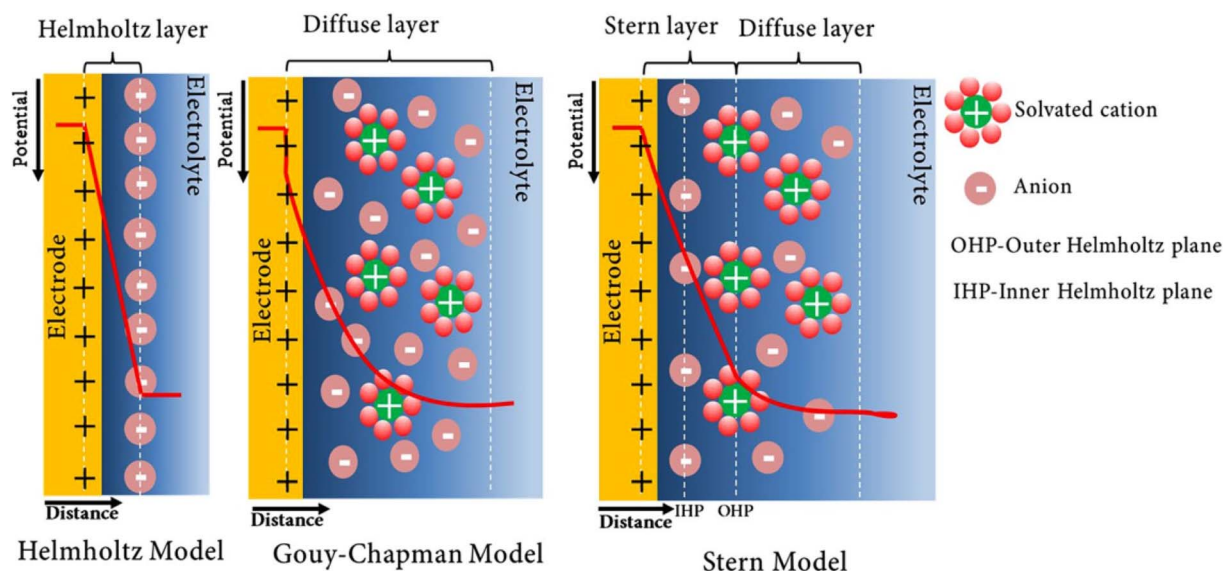 Helmholtz layer
Diffuse layer
Stern layer
Diffuse layer
Potential
Electrode
Electrolyte
Distance
Helmholtz Model
Potential
Electrode
Electrolyte
Distance
Gouy-Chapman Model
Potential
Electrode
Electrolyte
Distance
IHP
OHP
Stern Model
Solvated cation
Anion
OHP-Outer Helmholtz plane
IHP-Inner Helmholtz plane